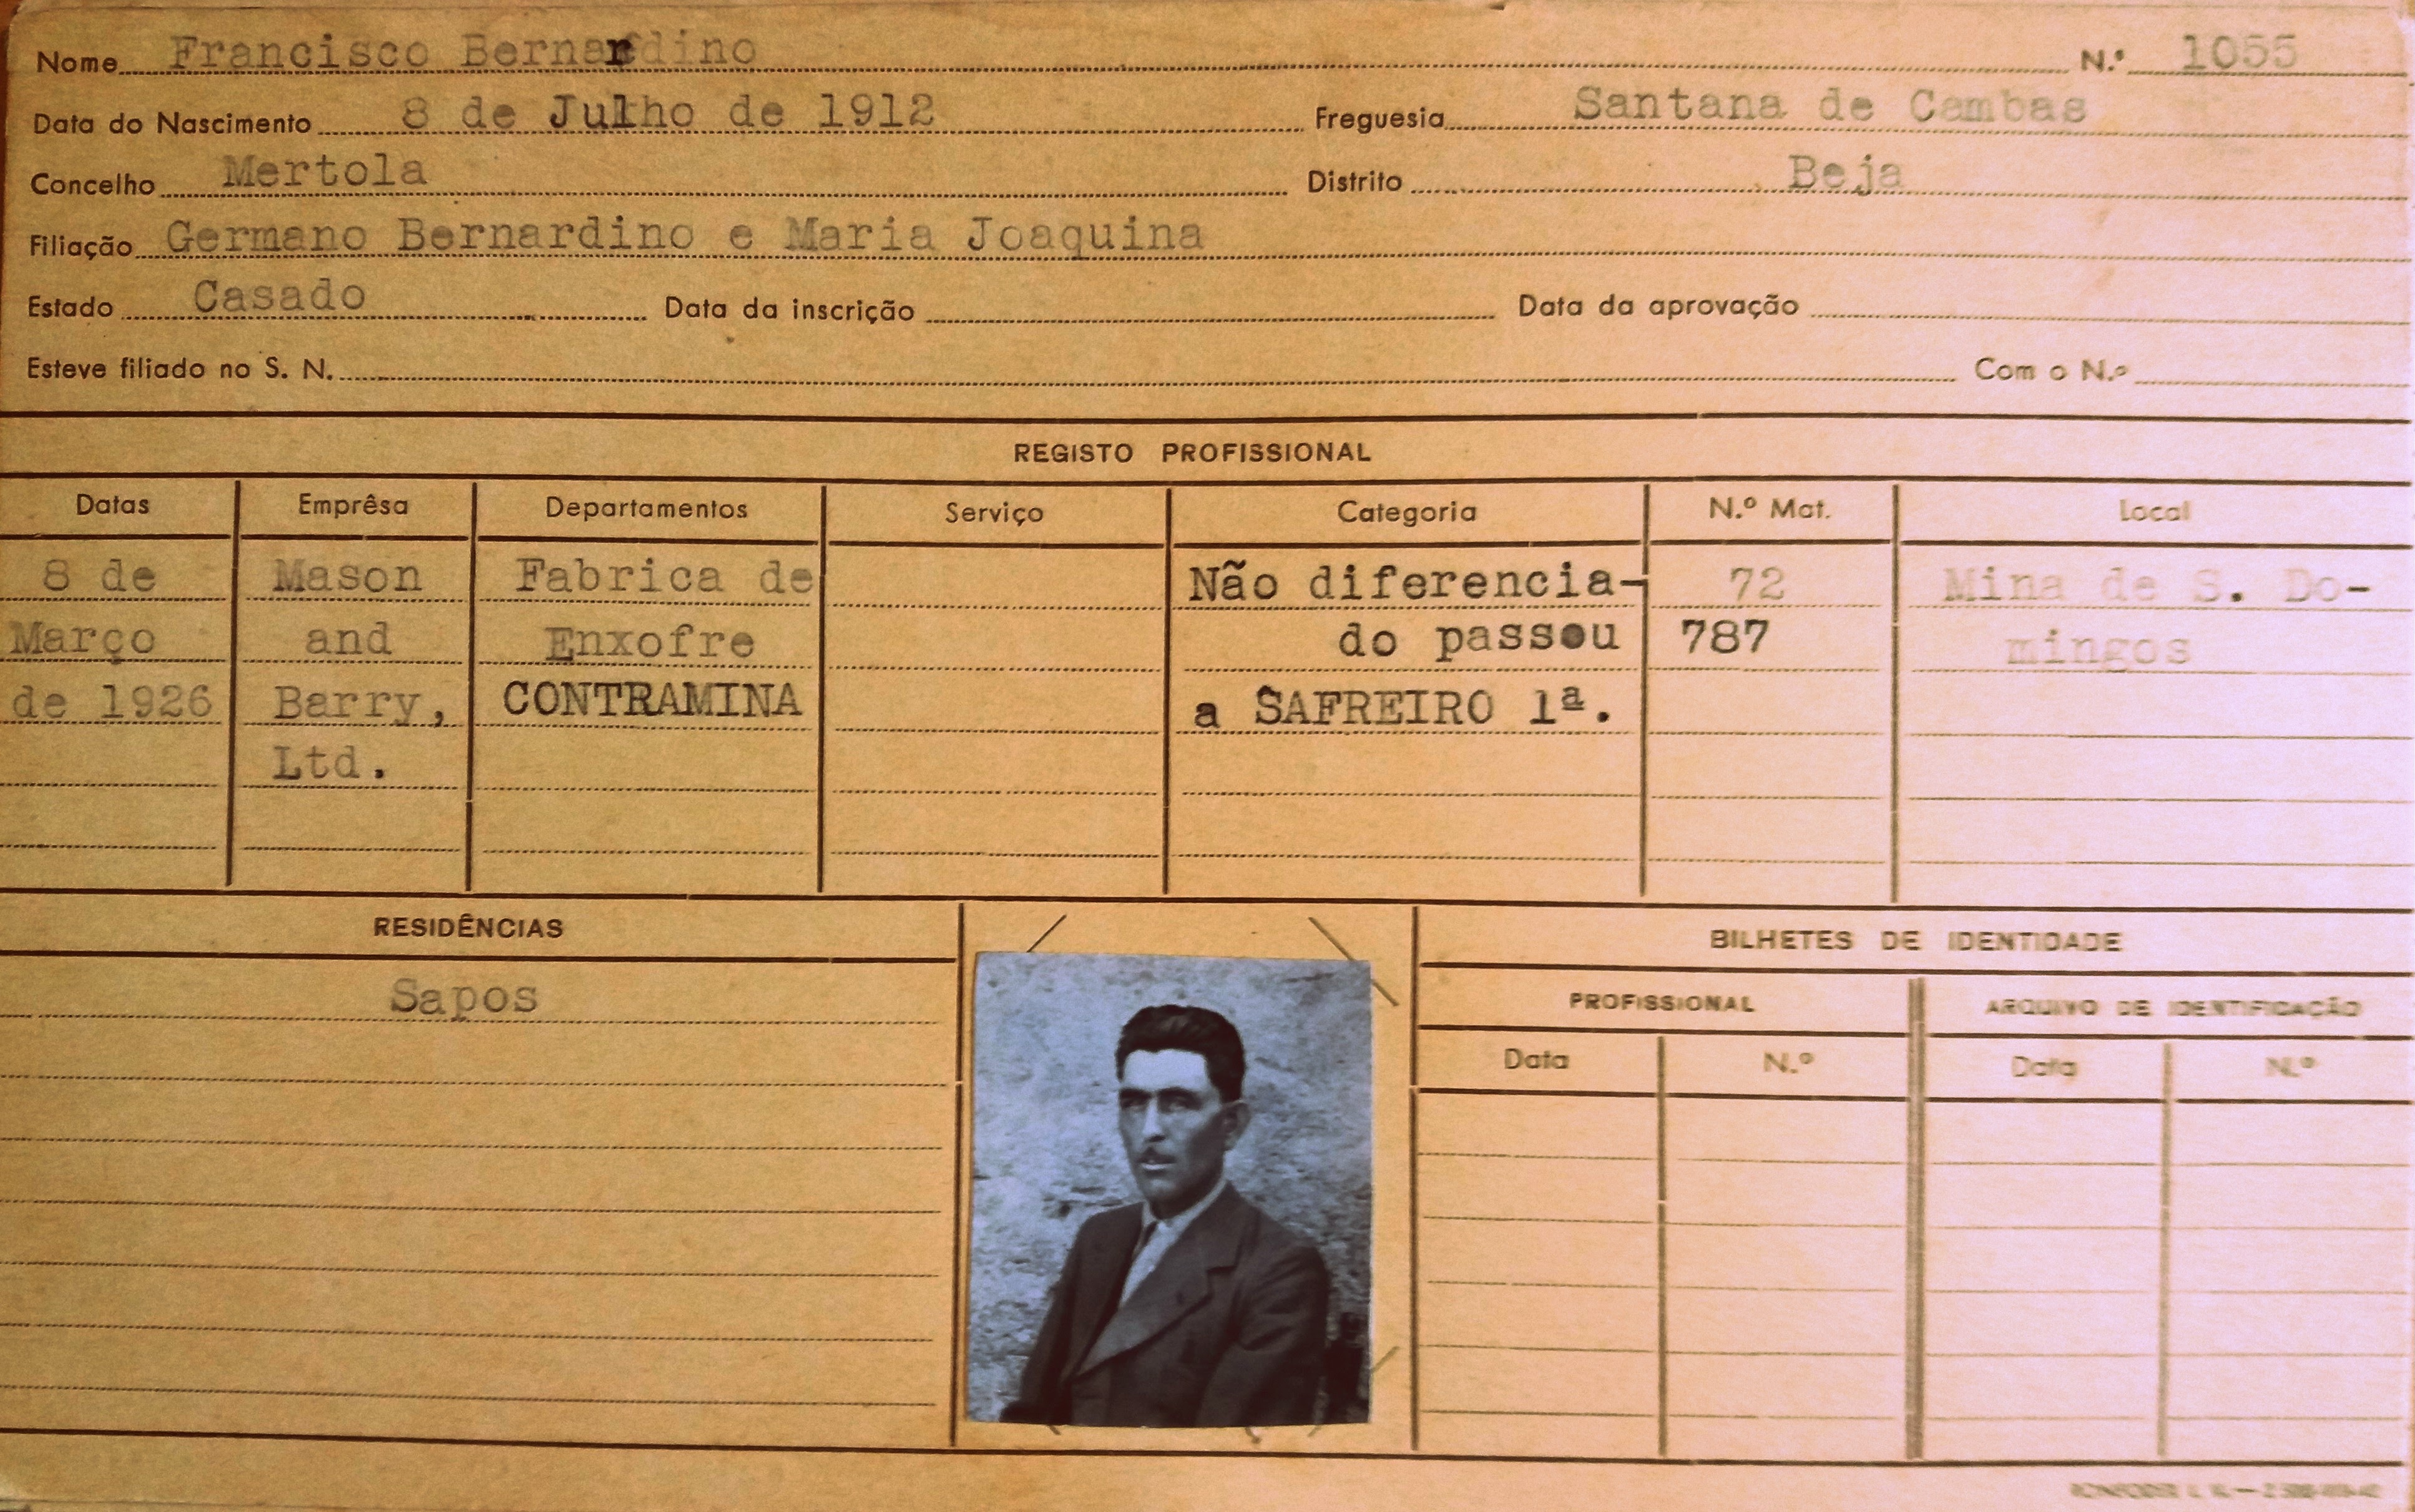 Nome Francisco Bernardino N.º 1055
Data do Nascimento 8 de Julho de 1912 Freguesia Santana de Cambas
Concelho Mertola Distrito Beja
Filiação Germano Bernardino e Maria Joaquina
Estado Casado Data da inscrição Data da aprovação
Esteve filiado no S. N. Com o N.º
REGISTO PROFISSIONAL
Datas Emprêsa Departamentos Serviço Categoria N.º Mat. Local
8 de Mason Fabrica de Não diferencia- 72 Mina de S. Do-
Março and Enxofre do passou 787 mingos
de 1926 Barry, CONTRAMINA a SAFREIRO 1ª.
Ltd.
RESIDÊNCIAS BILHETES DE IDENTIDADE
Sapos PROFISSIONAL ARQUIVO DE IDENTIFICAÇÃO
Data N.º Data N.º